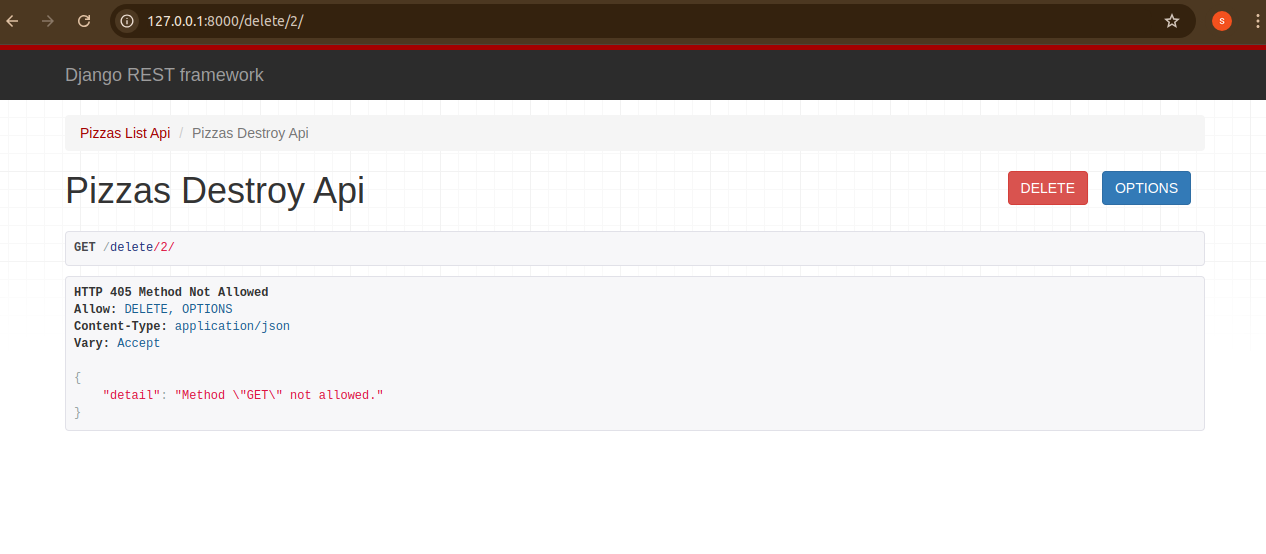 127.0.0.1:8000/delete/2/
S
Django REST framework
Pizzas List Api / Pizzas Destroy Api
Pizzas Destroy Api
DELETE OPTIONS
GET /delete/2/
HTTP 405 Method Not Allowed
Allow: DELETE, OPTIONS
Content-Type: application/json
Vary: Accept
{
"detail": "Method \"GET\" not allowed."
}